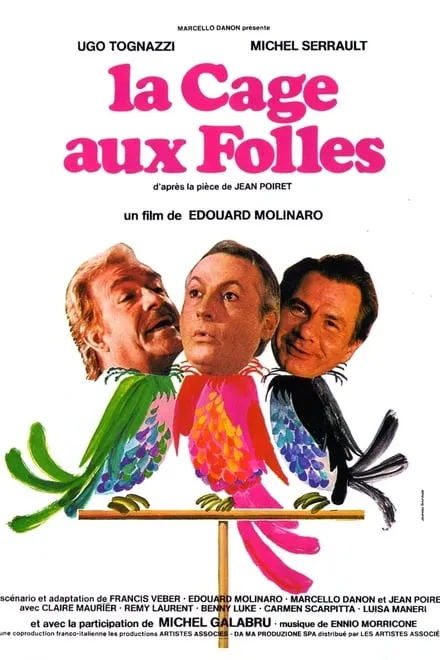 MARCELLO DANON présente
UGO TOGNAZZI MICHEL SERRAULT
la Cage
aux Folles
d'après la pièce de JEAN POIRET
un film de EDOUARD MOLINARO
scénario et adaptation de FRANCIS VEBER · EDOUARD MOLINARO · MARCELLO DANON et JEAN POIRE
avec CLAIRE MAURIER · REMY LAURENT · BENNY LUKE · CARMEN SCARPITTA · LUISA MANERI
et avec la participation de MICHEL GALABRU · musique de ENNIO MORRICONE
une coproduction franco-italienne les productions ARTISTES ASSOCIÉS · DA MA PRODUZIONE SPA distribué par LES ARTISTES ASSOCI